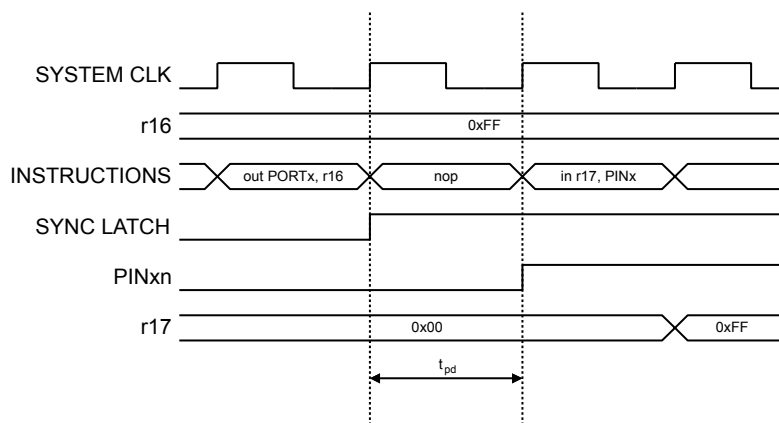 SYSTEM CLK
r16
0xFF
INSTRUCTIONS
out PORTx, r16
nop
in r17, PINx
SYNC LATCH
PINxn
r17
0x00
0xFF
tpd